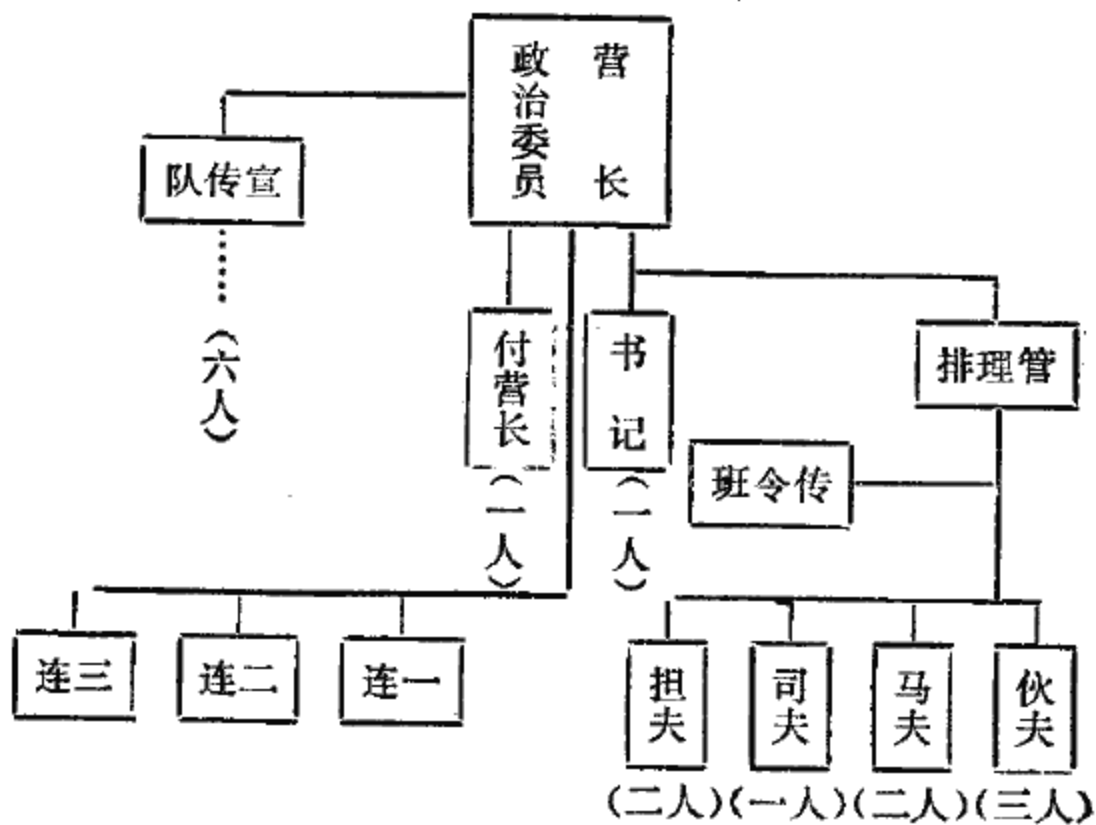 营长
政治委员
宣传队
（六人）
付营长
（一人）
书记
（一人）
管理排
传令班
一连
二连
三连
伙夫
（三人）
马夫
（二人）
司夫
（一人）
担夫
（二人）